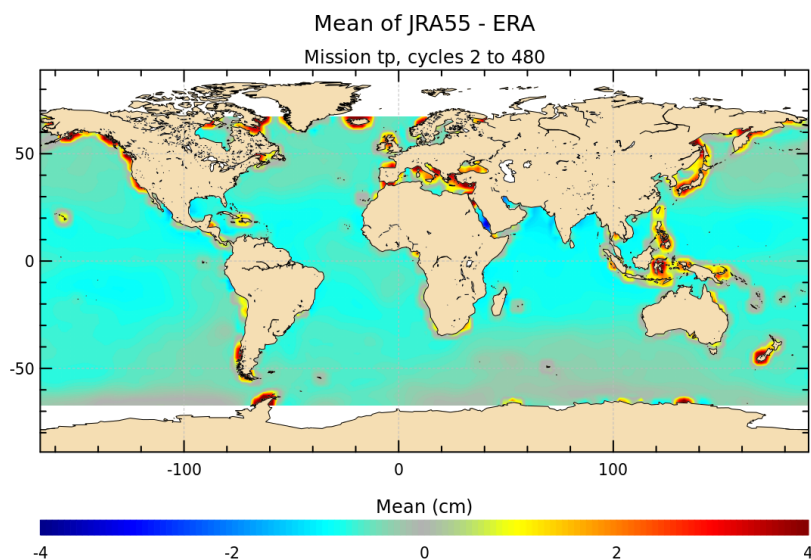 Mean of JRA55 - ERA
Mission tp, cycles 2 to 480
50
0
-50
-100 0 100
Mean (cm)
-4 -2 0 2 4